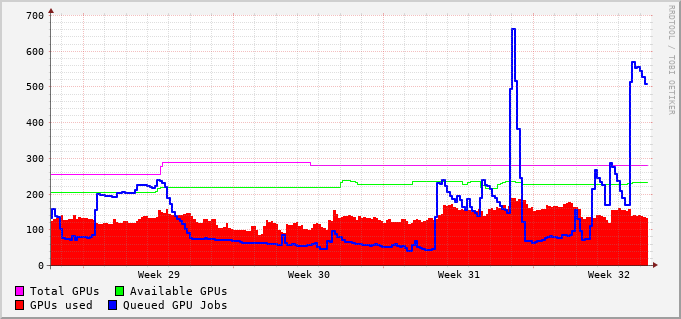 700
600
500
400
300
200
100
0
Week 29 Week 30 Week 31 Week 32
Total GPUs Available GPUs
GPUs used Queued GPU Jobs
RRDTOOL / TOBI OETIKER